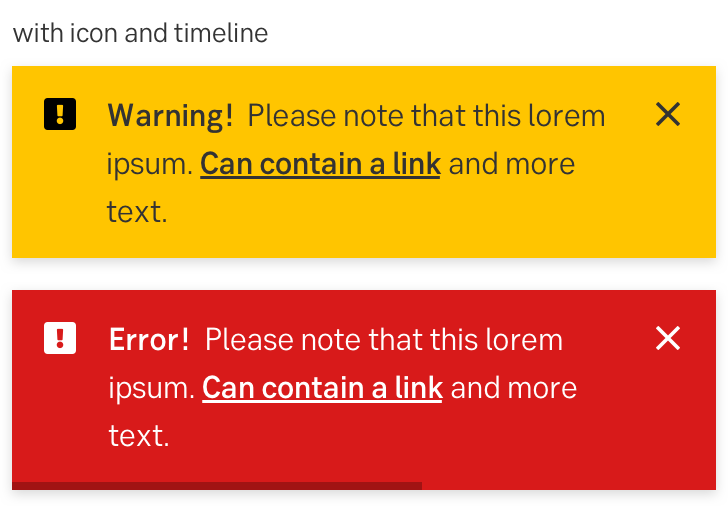 with icon and timeline
Warning! Please note that this lorem
ipsum. Can contain a link and more
text.
Error! Please note that this lorem
ipsum. Can contain a link and more
text.